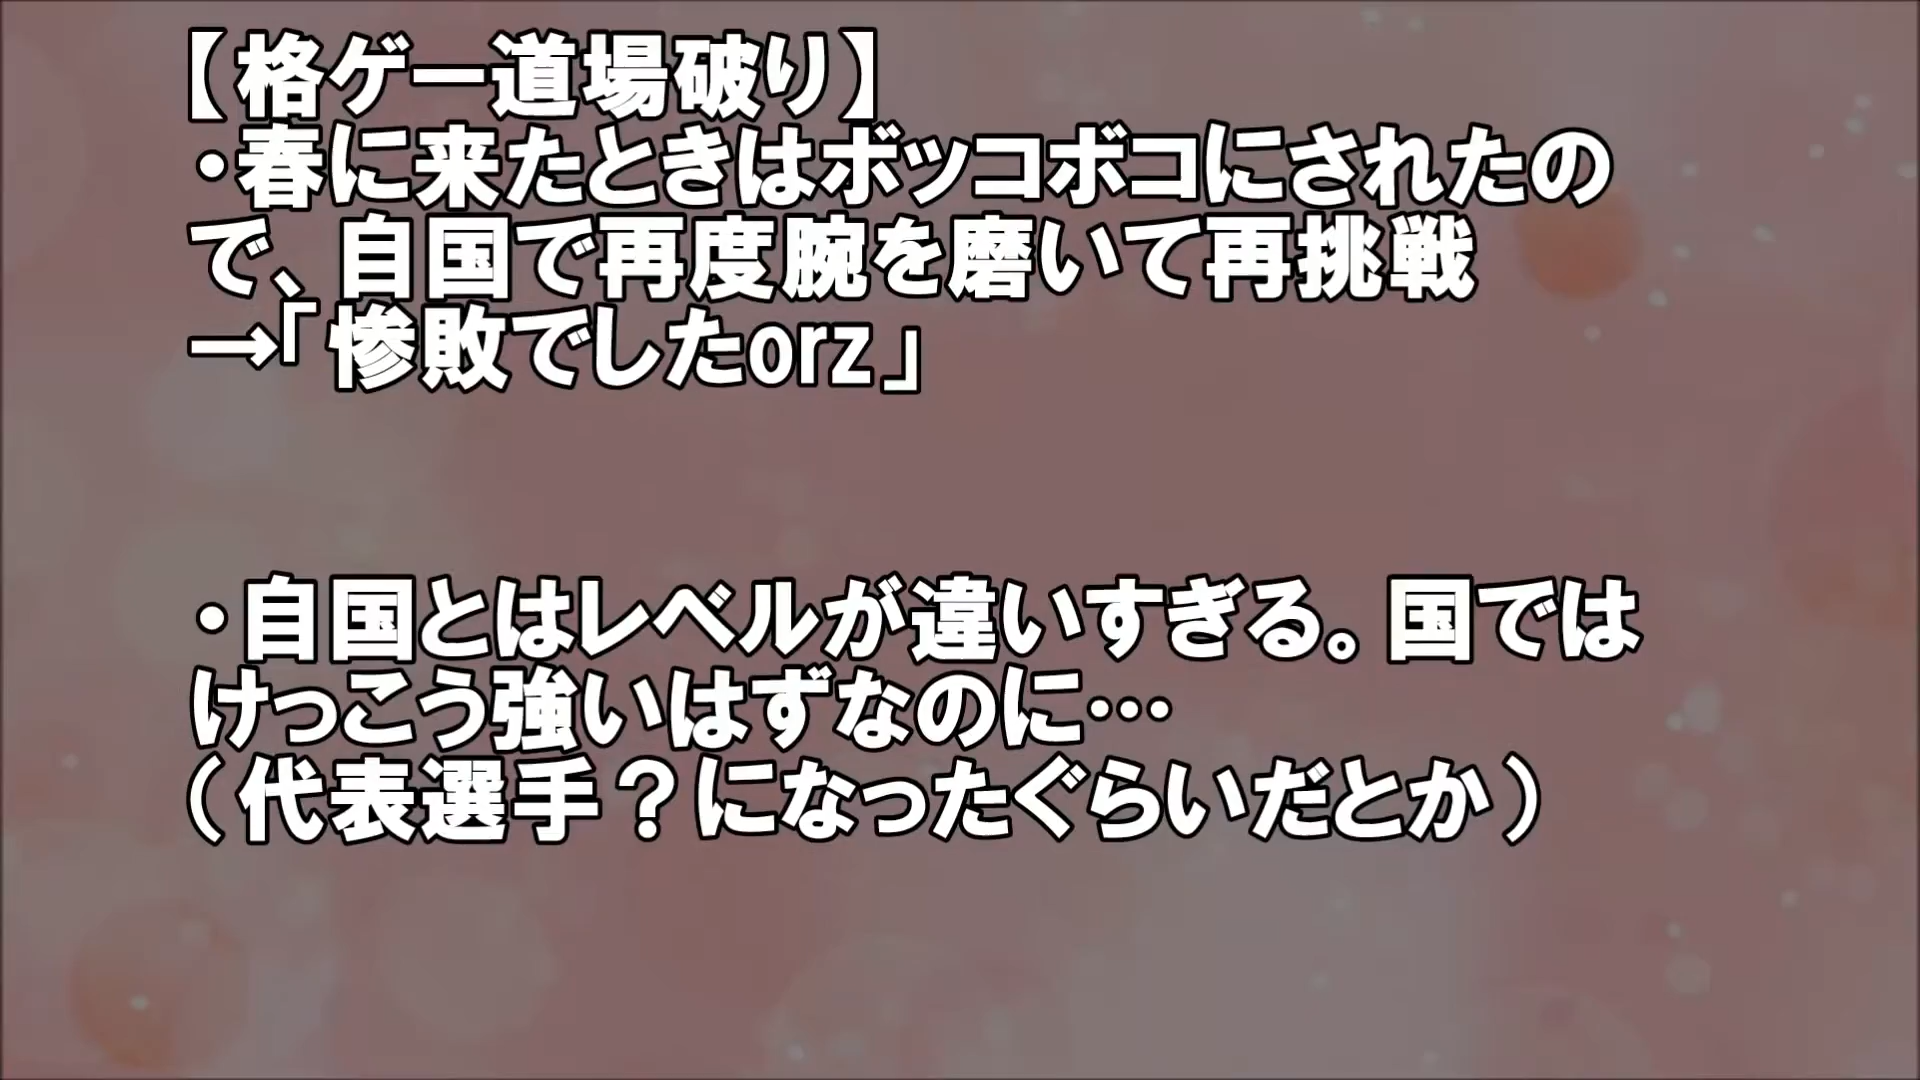 【格ゲー道場破り】
・春に来たときはボッコボコにされたの
で、自国で再度腕を磨いて再挑戦
→「惨敗でしたorz」
・自国とはレベルが違いすぎる。国では
けっこう強いはずなのに…
（代表選手？になったぐらいだとか）